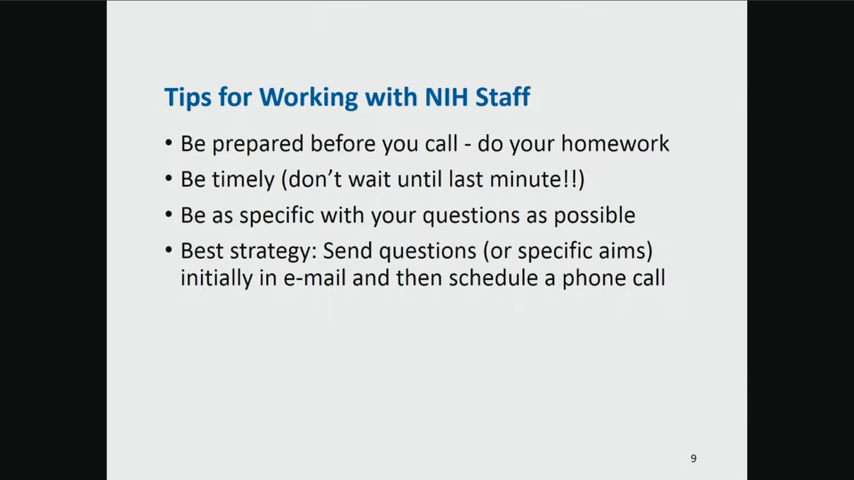 Tips for Working with NIH Staff
• Be prepared before you call - do your homework
• Be timely (don’t wait until last minute!!)
• Be as specific with your questions as possible
• Best strategy: Send questions (or specific aims)
initially in e-mail and then schedule a phone call
9